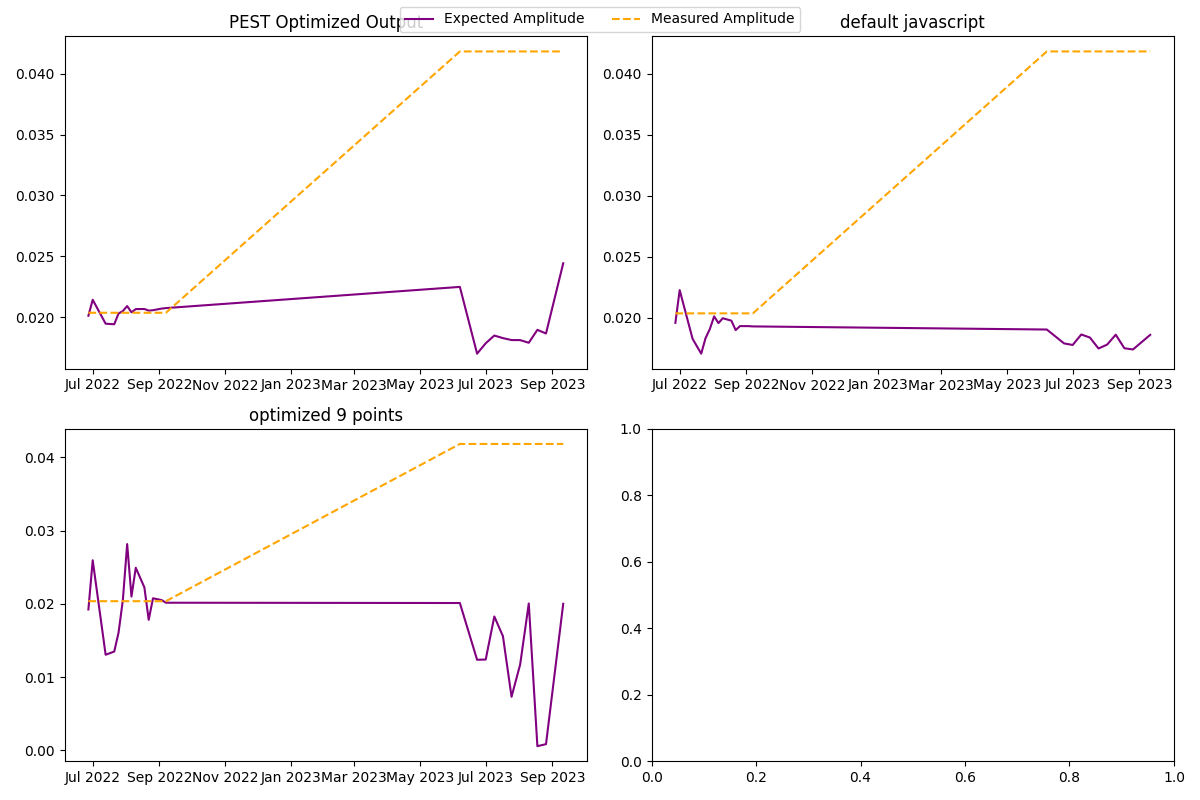 Expected Amplitude Measured Amplitude
PEST Optimized Output
0.040
0.035
0.030
0.025
0.020
Jul 2022 Sep 2022 Nov 2022 Jan 2023 Mar 2023 May 2023 Jul 2023 Sep 2023
default javascript
0.040
0.035
0.030
0.025
0.020
Jul 2022 Sep 2022 Nov 2022 Jan 2023 Mar 2023 May 2023 Jul 2023 Sep 2023
optimized 9 points
0.04
0.03
0.02
0.01
0.00
Jul 2022 Sep 2022 Nov 2022 Jan 2023 Mar 2023 May 2023 Jul 2023 Sep 2023
1.0
0.8
0.6
0.4
0.2
0.0
0.0 0.2 0.4 0.6 0.8 1.0